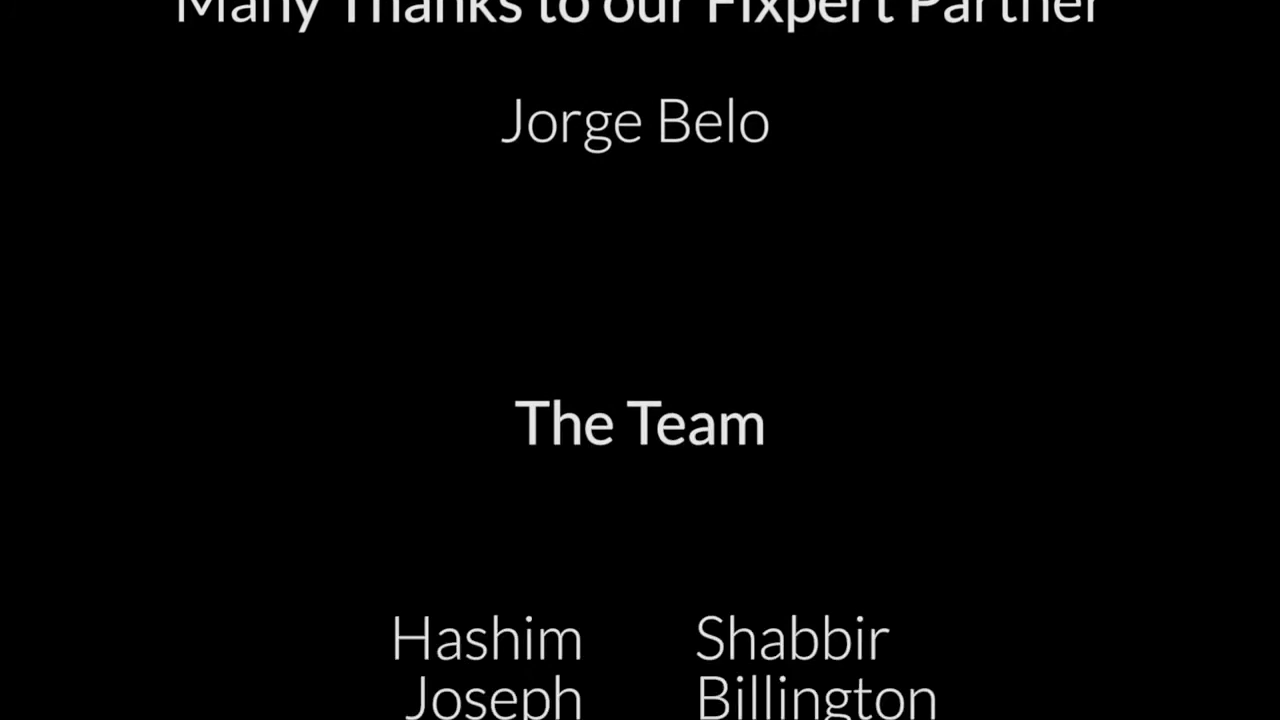 Many Thanks to our Fixpert Partner
Jorge Belo
The Team
Hashim Shabbir
Joseph Billington